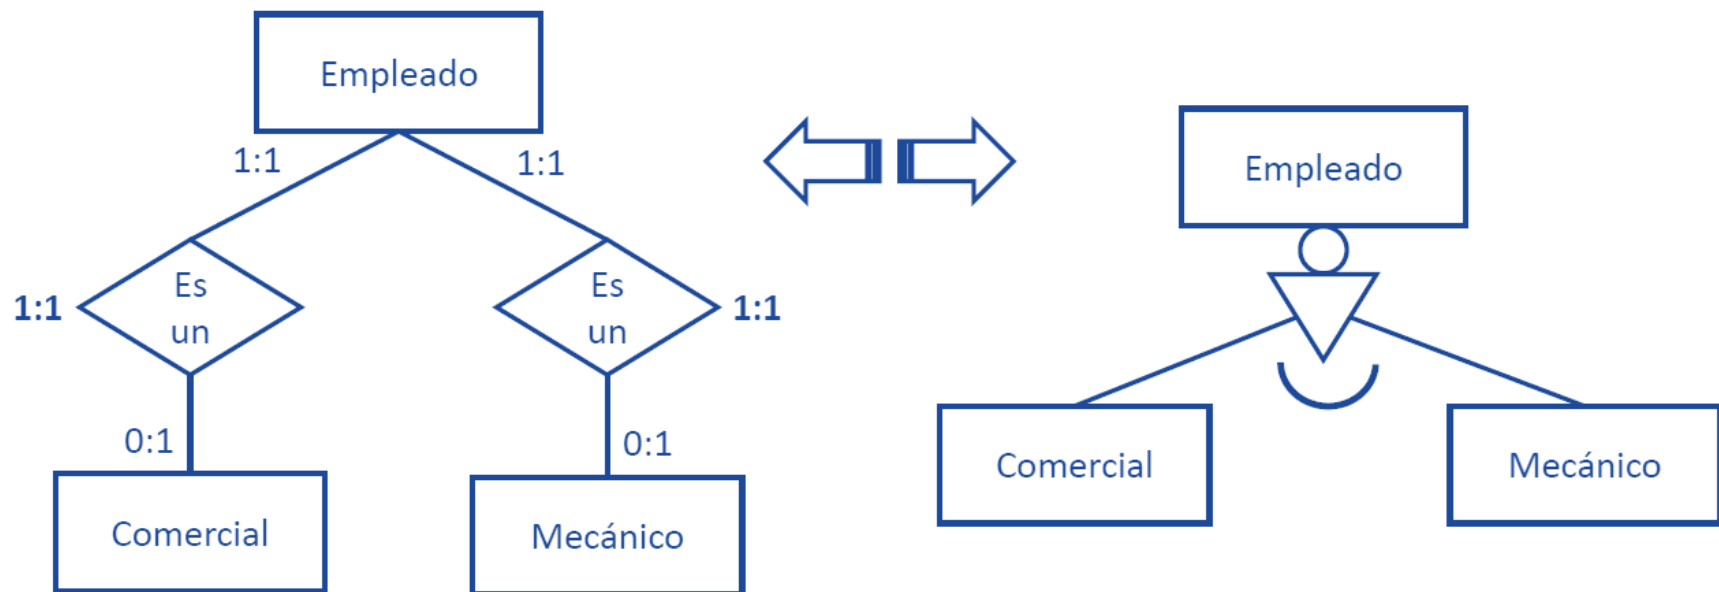 Empleado
1:1
1:1
Es
un
1:1
Es
un
1:1
0:1
0:1
Comercial
Mecánico
Empleado
Comercial
Mecánico